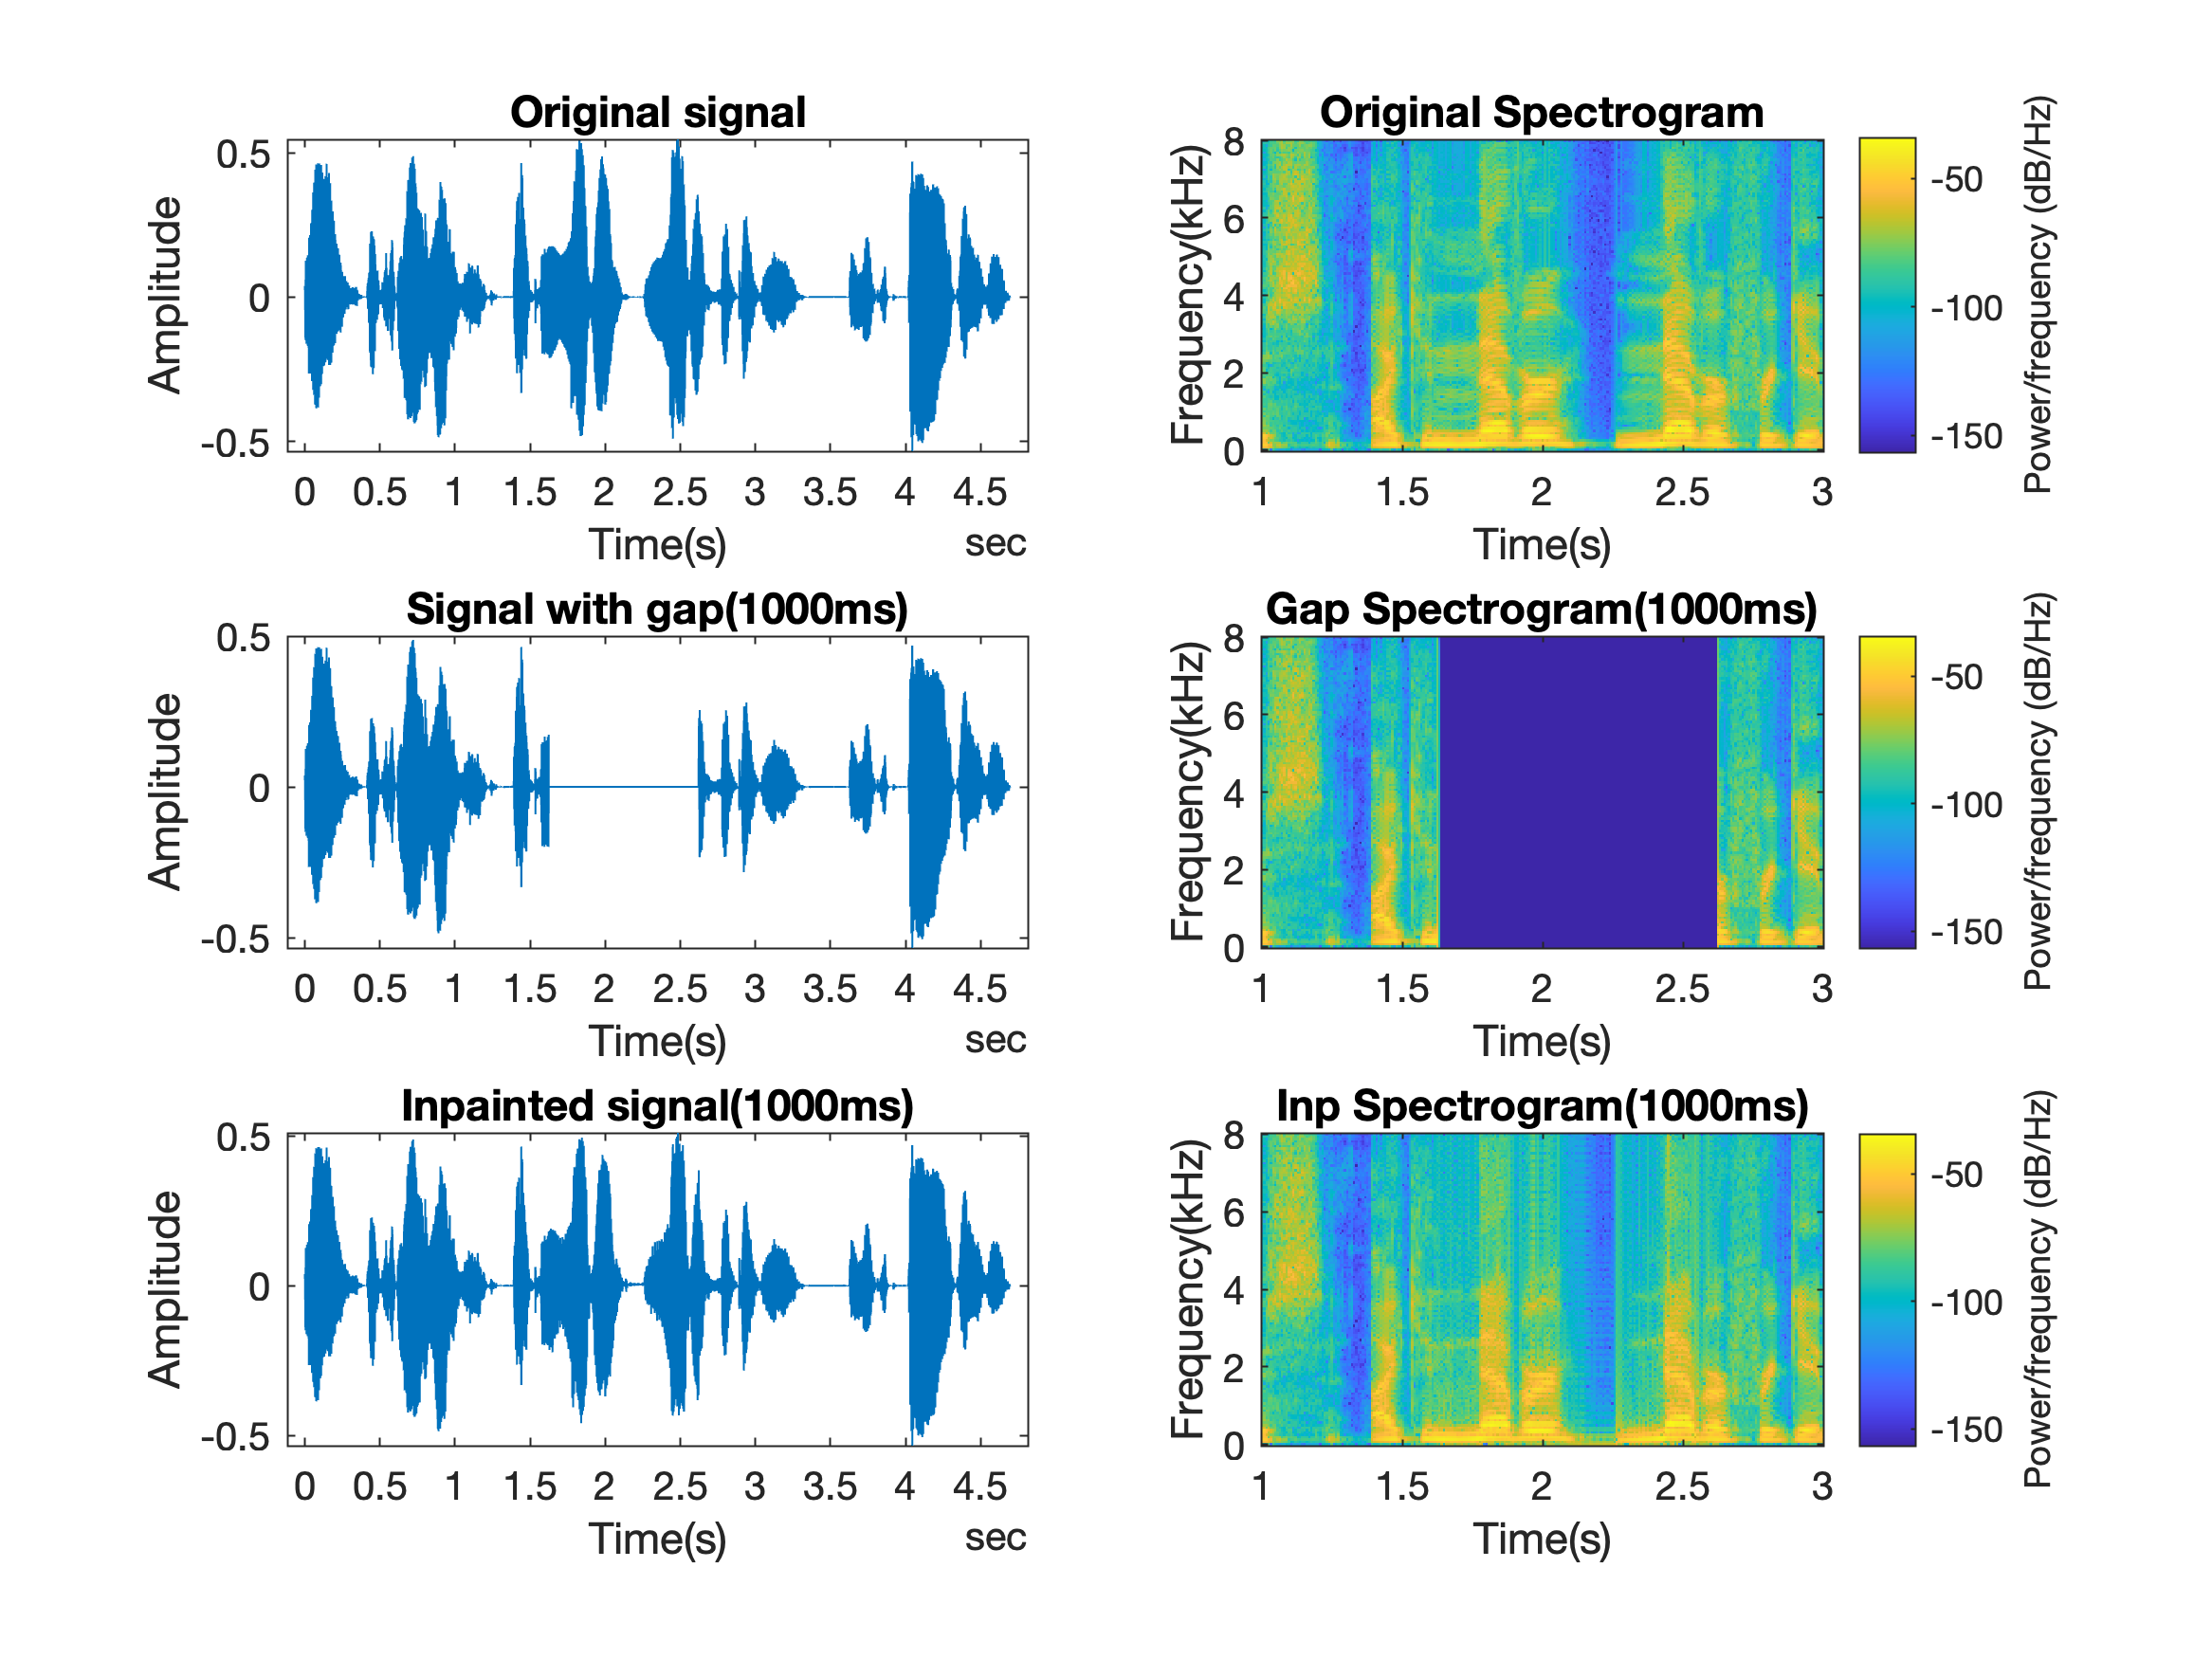 Original signal
0.5
0
-0.5
Amplitude
0 0.5 1 1.5 2 2.5 3 3.5 4 4.5
Time(s) sec
Original Spectrogram
8
6
4
2
0
Frequency(kHz)
1 1.5 2 2.5 3
Time(s)
-50
-100
-150
Power/frequency (dB/Hz)
Signal with gap(1000ms)
0.5
0
-0.5
Amplitude
0 0.5 1 1.5 2 2.5 3 3.5 4 4.5
Time(s) sec
Gap Spectrogram(1000ms)
8
6
4
2
0
Frequency(kHz)
1 1.5 2 2.5 3
Time(s)
-50
-100
-150
Power/frequency (dB/Hz)
Inpainted signal(1000ms)
0.5
0
-0.5
Amplitude
0 0.5 1 1.5 2 2.5 3 3.5 4 4.5
Time(s) sec
Inp Spectrogram(1000ms)
8
6
4
2
0
Frequency(kHz)
1 1.5 2 2.5 3
Time(s)
-50
-100
-150
Power/frequency (dB/Hz)